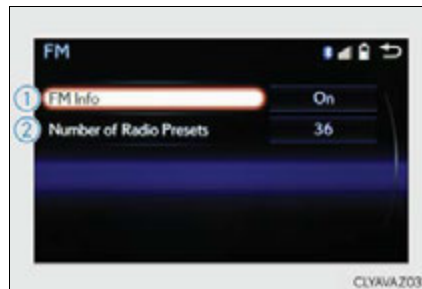 FM
① FM Info On
② Number of Radio Presets 36
CLYAVAZ03